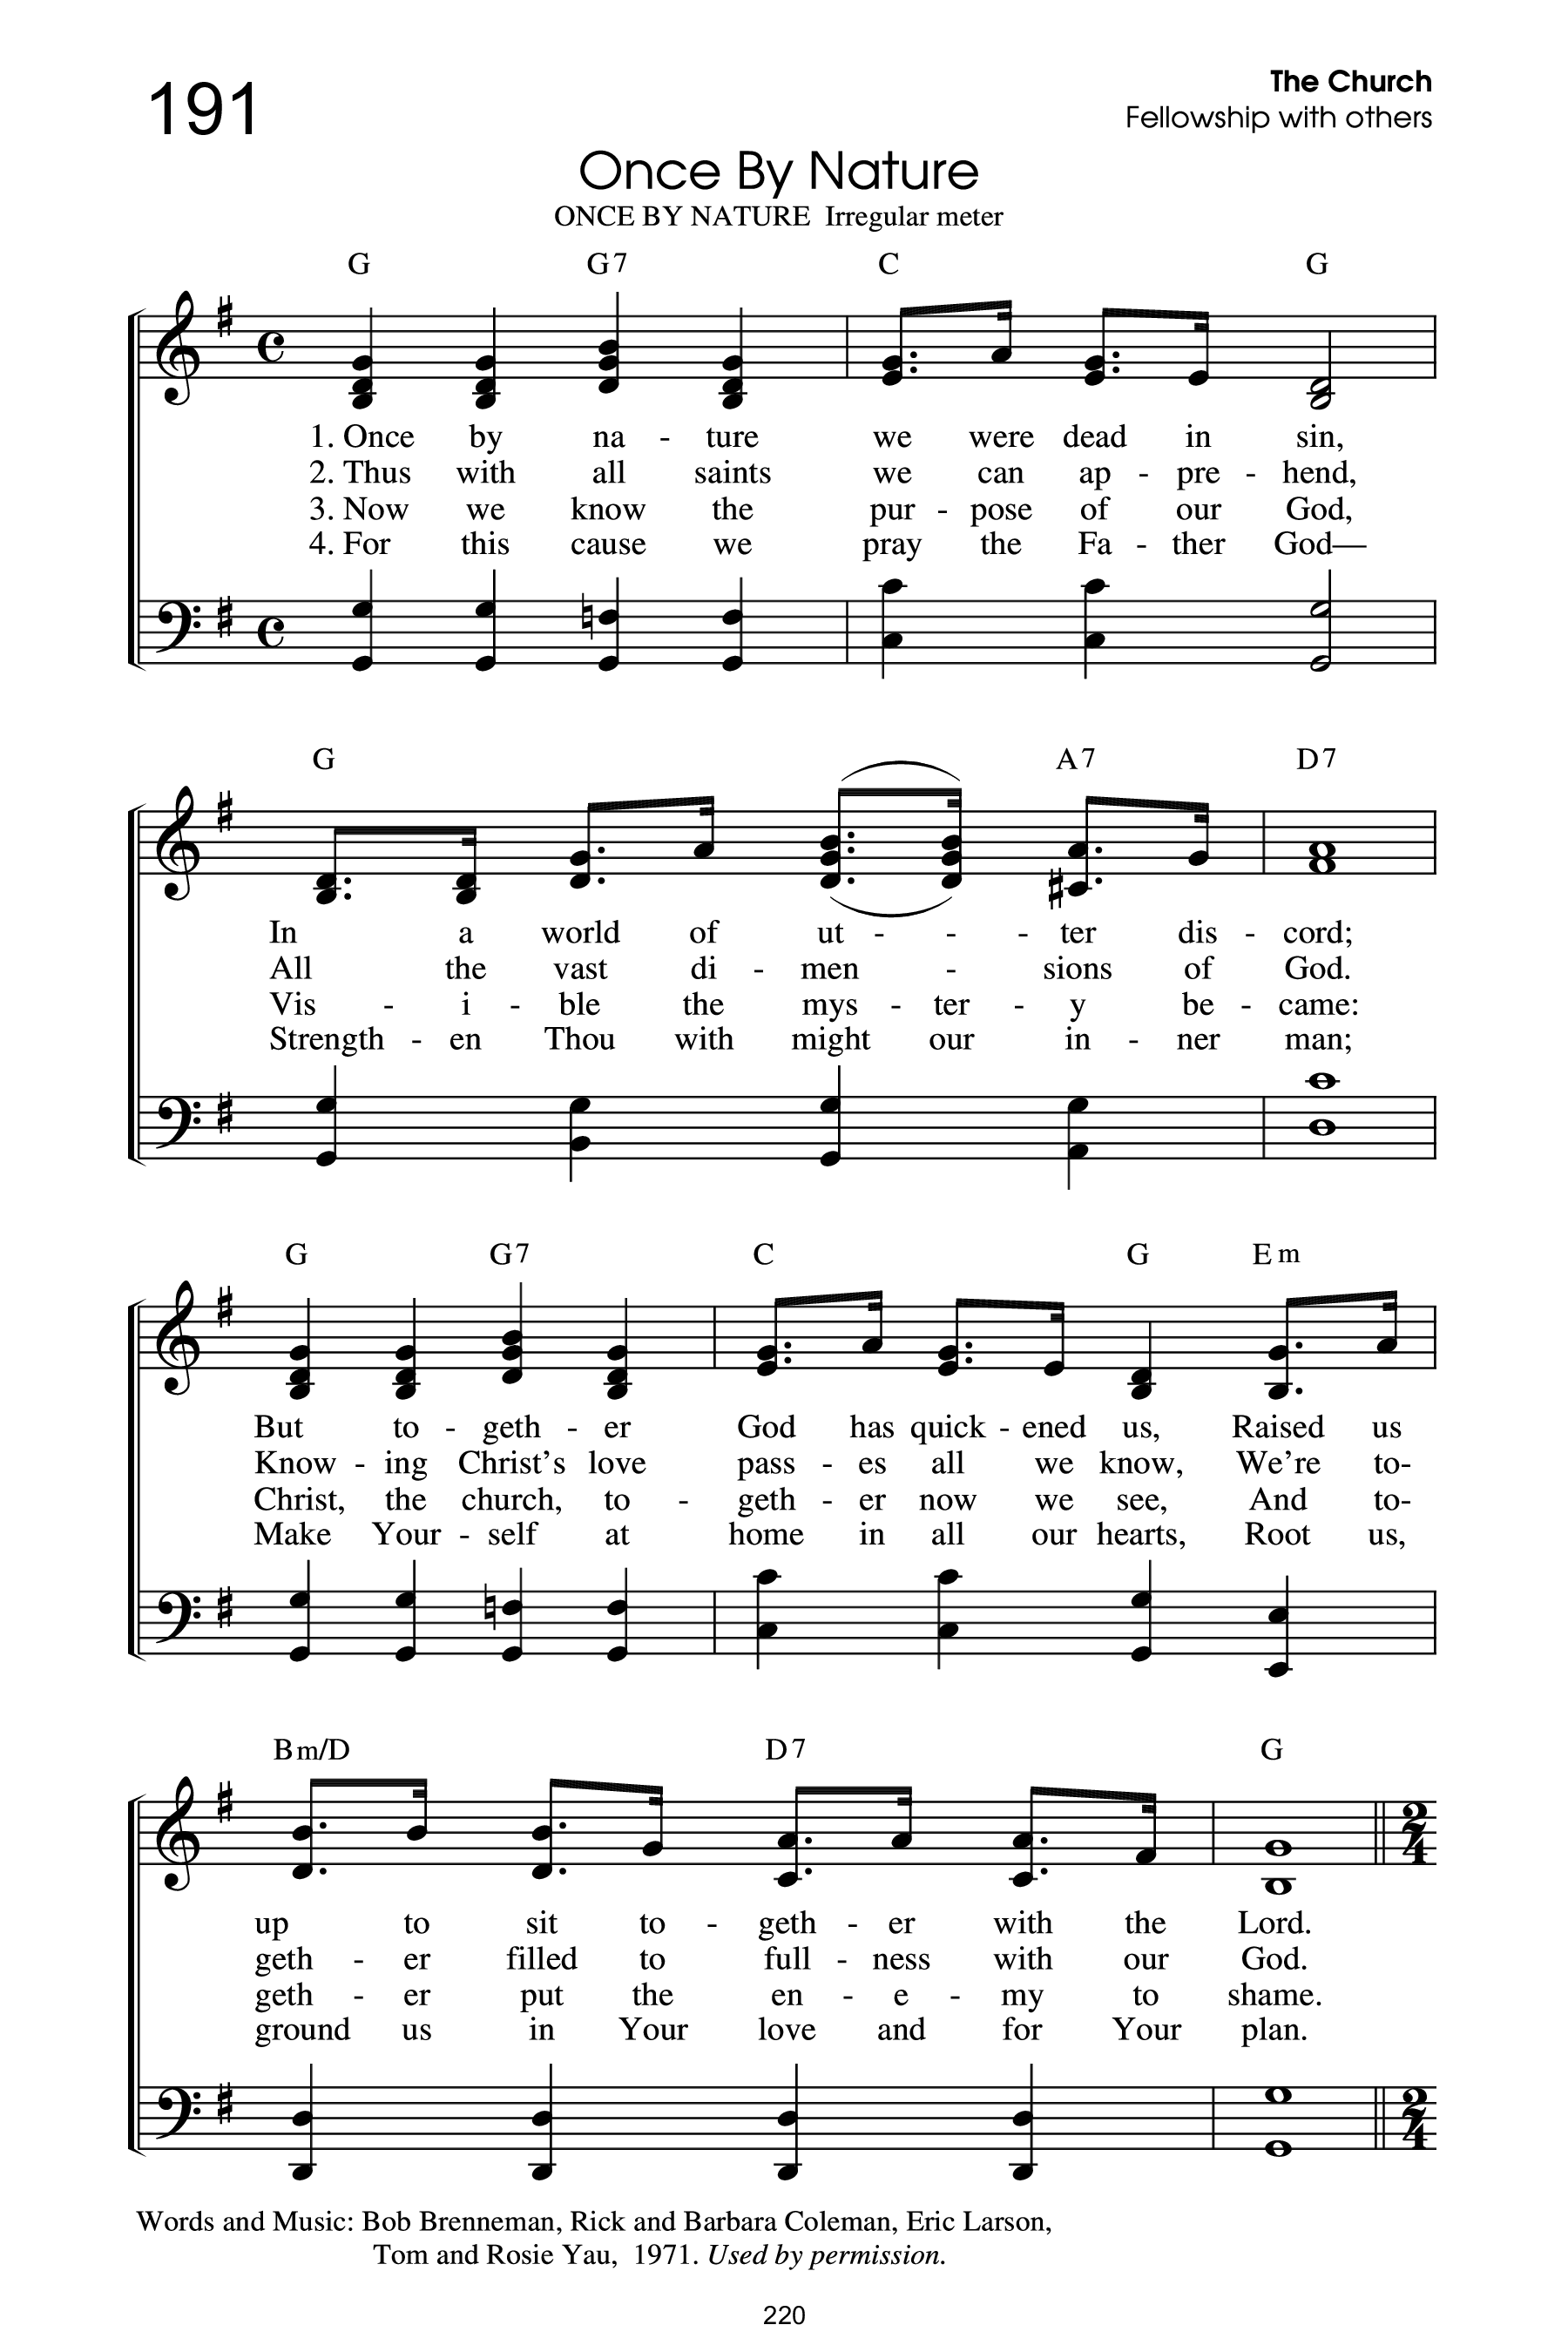 191
The Church
Fellowship with others
Once By Nature
ONCE BY NATURE Irregular meter
G G7 C G
1. Once by na - ture we were dead in sin,
2. Thus with all saints we can ap - pre - hend,
3. Now we know the pur - pose of our God,
4. For this cause we pray the Fa - ther God—
G A7 D7
In a world of ut - - - ter dis - cord;
All the vast di - men - sions of God.
Vis - i - ble the mys - ter - y be - came:
Strength - en Thou with might our in - ner man;
G G7 C G Em
But to - geth - er God has quick - ened us, Raised us
Know - ing Christ's love pass - es all we know, We're to-
Christ, the church, to - geth - er now we see, And to-
Make Your - self at home in all our hearts, Root us,
Bm/D D7 G
up to sit to - geth - er with the Lord.
geth - er filled to full - ness with our God.
geth - er put the en - e - my to shame.
ground us in Your love and for Your plan.
2
4
2
4
Words and Music: Bob Brenneman, Rick and Barbara Coleman, Eric Larson,
Tom and Rosie Yau, 1971. Used by permission.
220